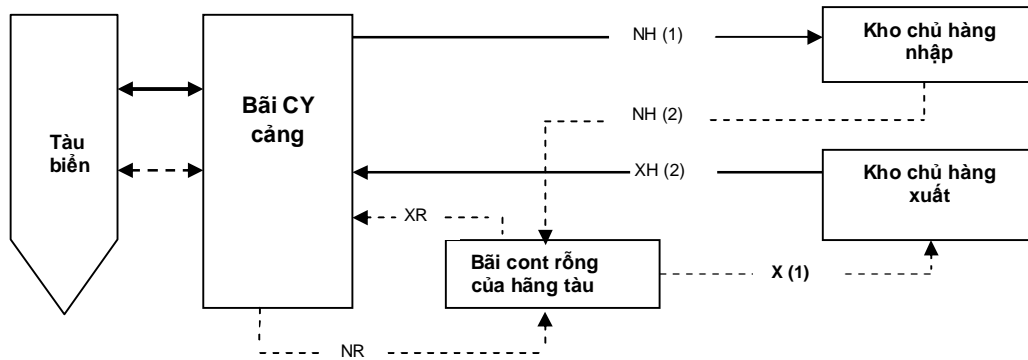 NH (1)
Kho chủ hàng
nhập
Bãi CY
cảng
NH (2)
Tàu
biển
XH (2)
Kho chủ hàng
xuất
XR
Bãi cont rỗng
của hãng tàu
X (1)
NR